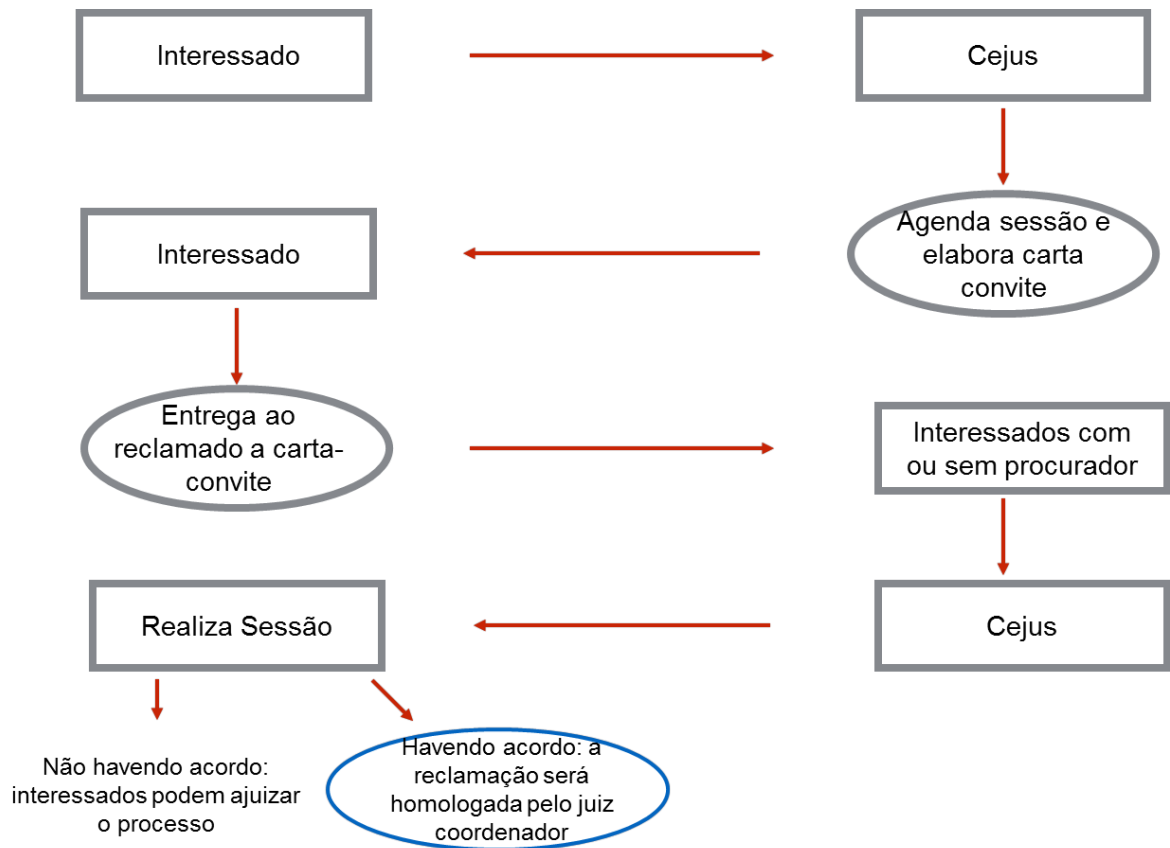 Interessado
Cejus
Agenda sessão e
elabora carta
convite
Interessado
Entrega ao
reclamado a carta-
convite
Interessados com
ou sem procurador
Cejus
Realiza Sessão
Não havendo acordo:
interessados podem ajuizar
o processo
Havendo acordo: a
reclamação será
homologada pelo juiz
coordenador